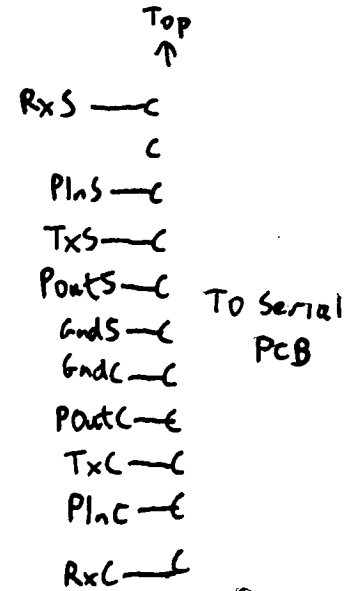 Top
RxS
PInS
TxS
PoutS
GndS
To Serial
PCB
GndC
POutC
TxC
PInC
RxC